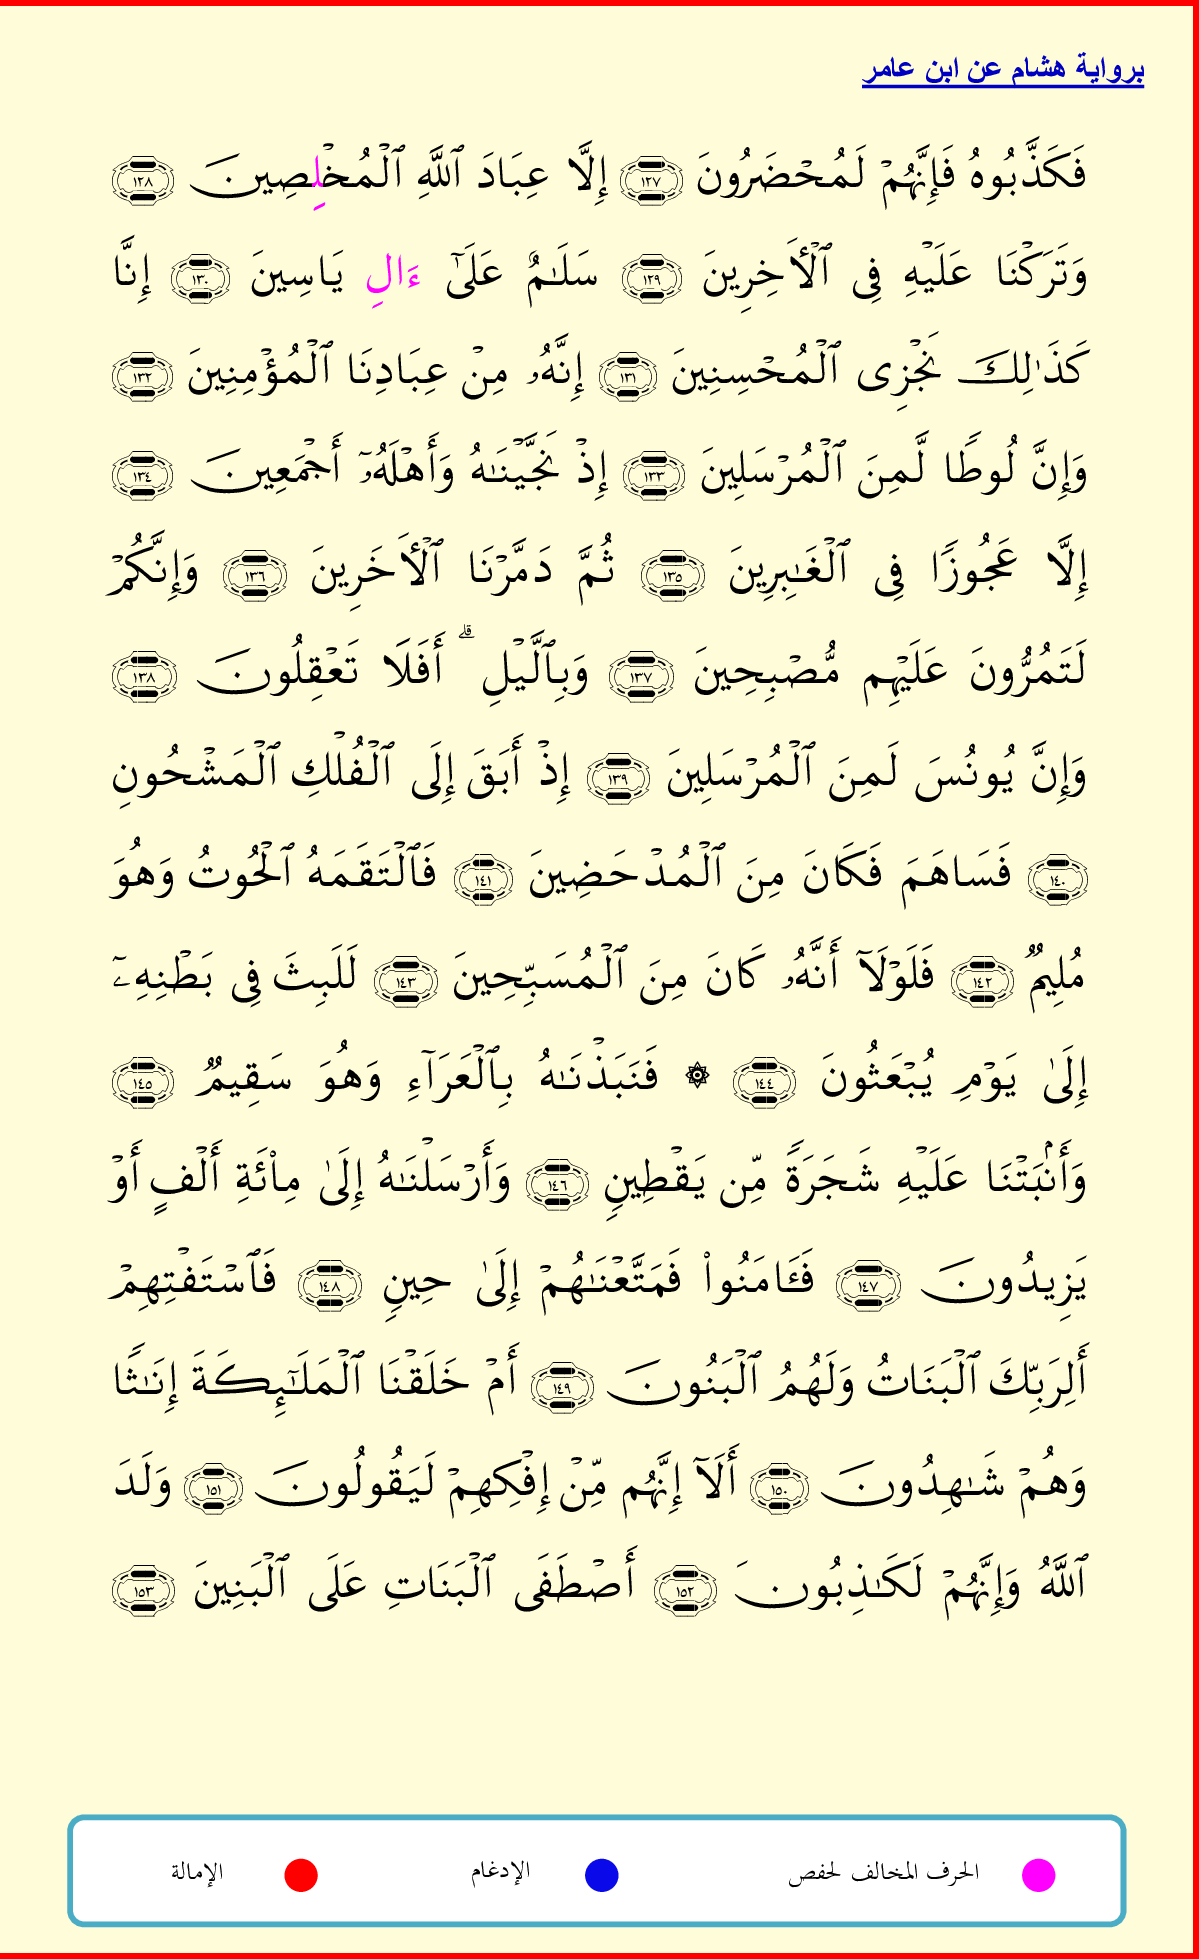 برواية هشام عن ابن عامر
فَكَذَّبُوهُ فَإِنَّهُمْ لَمُحْضَرُونَ ١٢٧ إِلَّا عِبَادَ ٱللَّهِ ٱلْمُخْلِصِينَ ١٢٨
وَتَرَكْنَا عَلَيْهِ فِى ٱلْأَخِرِينَ ١٢٩ سَلَـٰمٌ عَلَىٰٓ ءَالِ يَاسِينَ ١٣٠ إِنَّا
كَذَٰلِكَ نَجْزِى ٱلْمُحْسِنِينَ ١٣١ إِنَّهُۥ مِنْ عِبَادِنَا ٱلْمُؤْمِنِينَ ١٣٢
وَإِنَّ لُوطًا لَّمِنَ ٱلْمُرْسَلِينَ ١٣٣ إِذْ نَجَّيْنَـٰهُ وَأَهْلَهُۥٓ أَجْمَعِينَ ١٣٤
إِلَّا عَجُوزًا فِى ٱلْغَـٰبِرِينَ ١٣٥ ثُمَّ دَمَّرْنَا ٱلْأَخَرِينَ ١٣٦ وَإِنَّكُمْ
لَتَمُرُّونَ عَلَيْهِم مُّصْبِحِينَ ١٣٧ وَبِٱلَّيْلِ ۗ أَفَلَا تَعْقِلُونَ ١٣٨
وَإِنَّ يُونُسَ لَمِنَ ٱلْمُرْسَلِينَ ١٣٩ إِذْ أَبَقَ إِلَى ٱلْفُلْكِ ٱلْمَشْحُونِ
١٤٠ فَسَاهَمَ فَكَانَ مِنَ ٱلْمُدْحَضِينَ ١٤١ فَٱلْتَقَمَهُ ٱلْحُوتُ وَهُوَ
مُلِيمٌ ١٤٢ فَلَوْلَآ أَنَّهُۥ كَانَ مِنَ ٱلْمُسَبِّحِينَ ١٤٣ لَلَبِثَ فِى بَطْنِهِۦٓ
إِلَىٰ يَوْمِ يُبْعَثُونَ ١٤٤ ۞ فَنَبَذْنَـٰهُ بِٱلْعَرَآءِ وَهُوَ سَقِيمٌ ١٤٥
وَأَنۢبَتْنَا عَلَيْهِ شَجَرَةً مِّن يَقْطِينٍ ١٤٦ وَأَرْسَلْنَـٰهُ إِلَىٰ مِا۟ئَةِ أَلْفٍ أَوْ
يَزِيدُونَ ١٤٧ فَـَٔامَنُوا۟ فَمَتَّعْنَـٰهُمْ إِلَىٰ حِينٍ ١٤٨ فَٱسْتَفْتِهِمْ
أَلِرَبِّكَ ٱلْبَنَاتُ وَلَهُمُ ٱلْبَنُونَ ١٤٩ أَمْ خَلَقْنَا ٱلْمَلَـٰٓئِكَةَ إِنَـٰثًا
وَهُمْ شَـٰهِدُونَ ١٥٠ أَلَآ إِنَّهُم مِّنْ إِفْكِهِمْ لَيَقُولُونَ ١٥١ وَلَدَ
ٱللَّهُ وَإِنَّهُمْ لَكَـٰذِبُونَ ١٥٢ أَصْطَفَى ٱلْبَنَاتِ عَلَى ٱلْبَنِينَ ١٥٣
الحرف المخالف لحفص الإدغام الإمالة